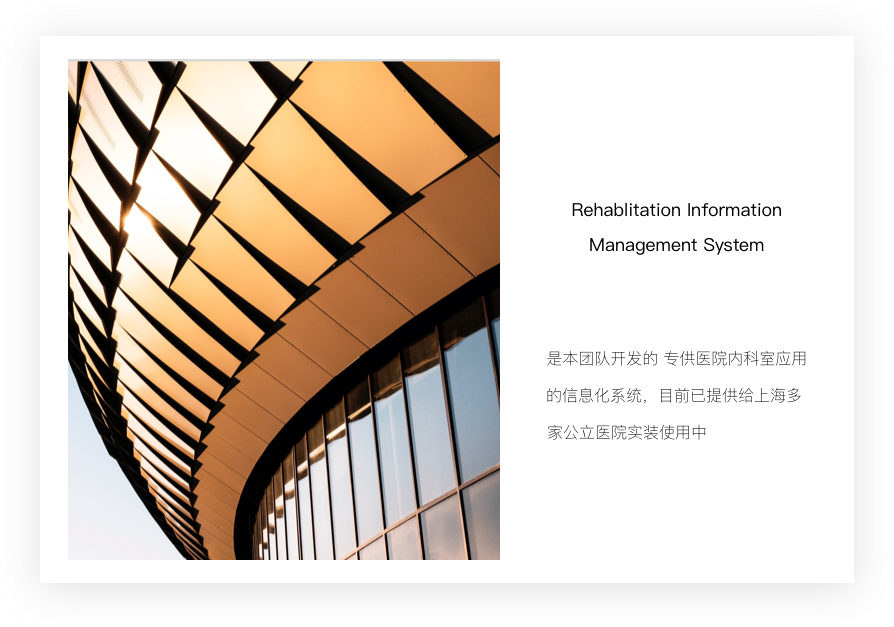 Rehablitation Information
Management System
是本团队开发的 专供医院内科室应用
的信息化系统，目前已提供给上海多
家公立医院实装使用中